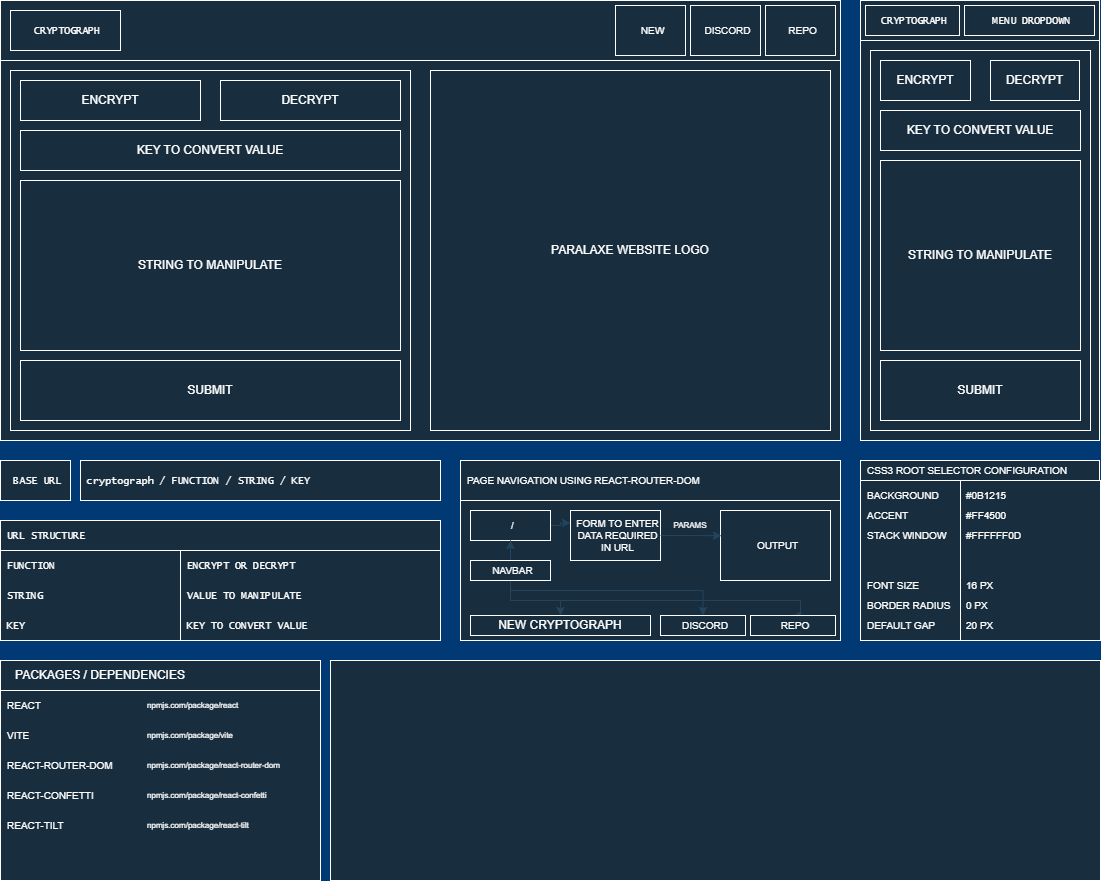 CRYPTOGRAPH
NEW
DISCORD
REPO
ENCRYPT
DECRYPT
KEY TO CONVERT VALUE
STRING TO MANIPULATE
SUBMIT
PARALAXE WEBSITE LOGO
CRYPTOGRAPH
MENU DROPDOWN
ENCRYPT
DECRYPT
KEY TO CONVERT VALUE
STRING TO MANIPULATE
SUBMIT
BASE URL
cryptograph / FUNCTION / STRING / KEY
URL STRUCTURE
FUNCTION
ENCRYPT OR DECRYPT
STRING
VALUE TO MANIPULATE
KEY
KEY TO CONVERT VALUE
PAGE NAVIGATION USING REACT-ROUTER-DOM
/
FORM TO ENTER
DATA REQUIRED
IN URL
PARAMS
OUTPUT
NAVBAR
NEW CRYPTOGRAPH
DISCORD
REPO
CSS3 ROOT SELECTOR CONFIGURATION
BACKGROUND
#0B1215
ACCENT
#FF4500
STACK WINDOW
#FFFFFF0D
FONT SIZE
16 PX
BORDER RADIUS
0 PX
DEFAULT GAP
20 PX
PACKAGES / DEPENDENCIES
REACT
npmjs.com/package/react
VITE
npmjs.com/package/vite
REACT-ROUTER-DOM
npmjs.com/package/react-router-dom
REACT-CONFETTI
npmjs.com/package/react-confetti
REACT-TILT
npmjs.com/package/react-tilt